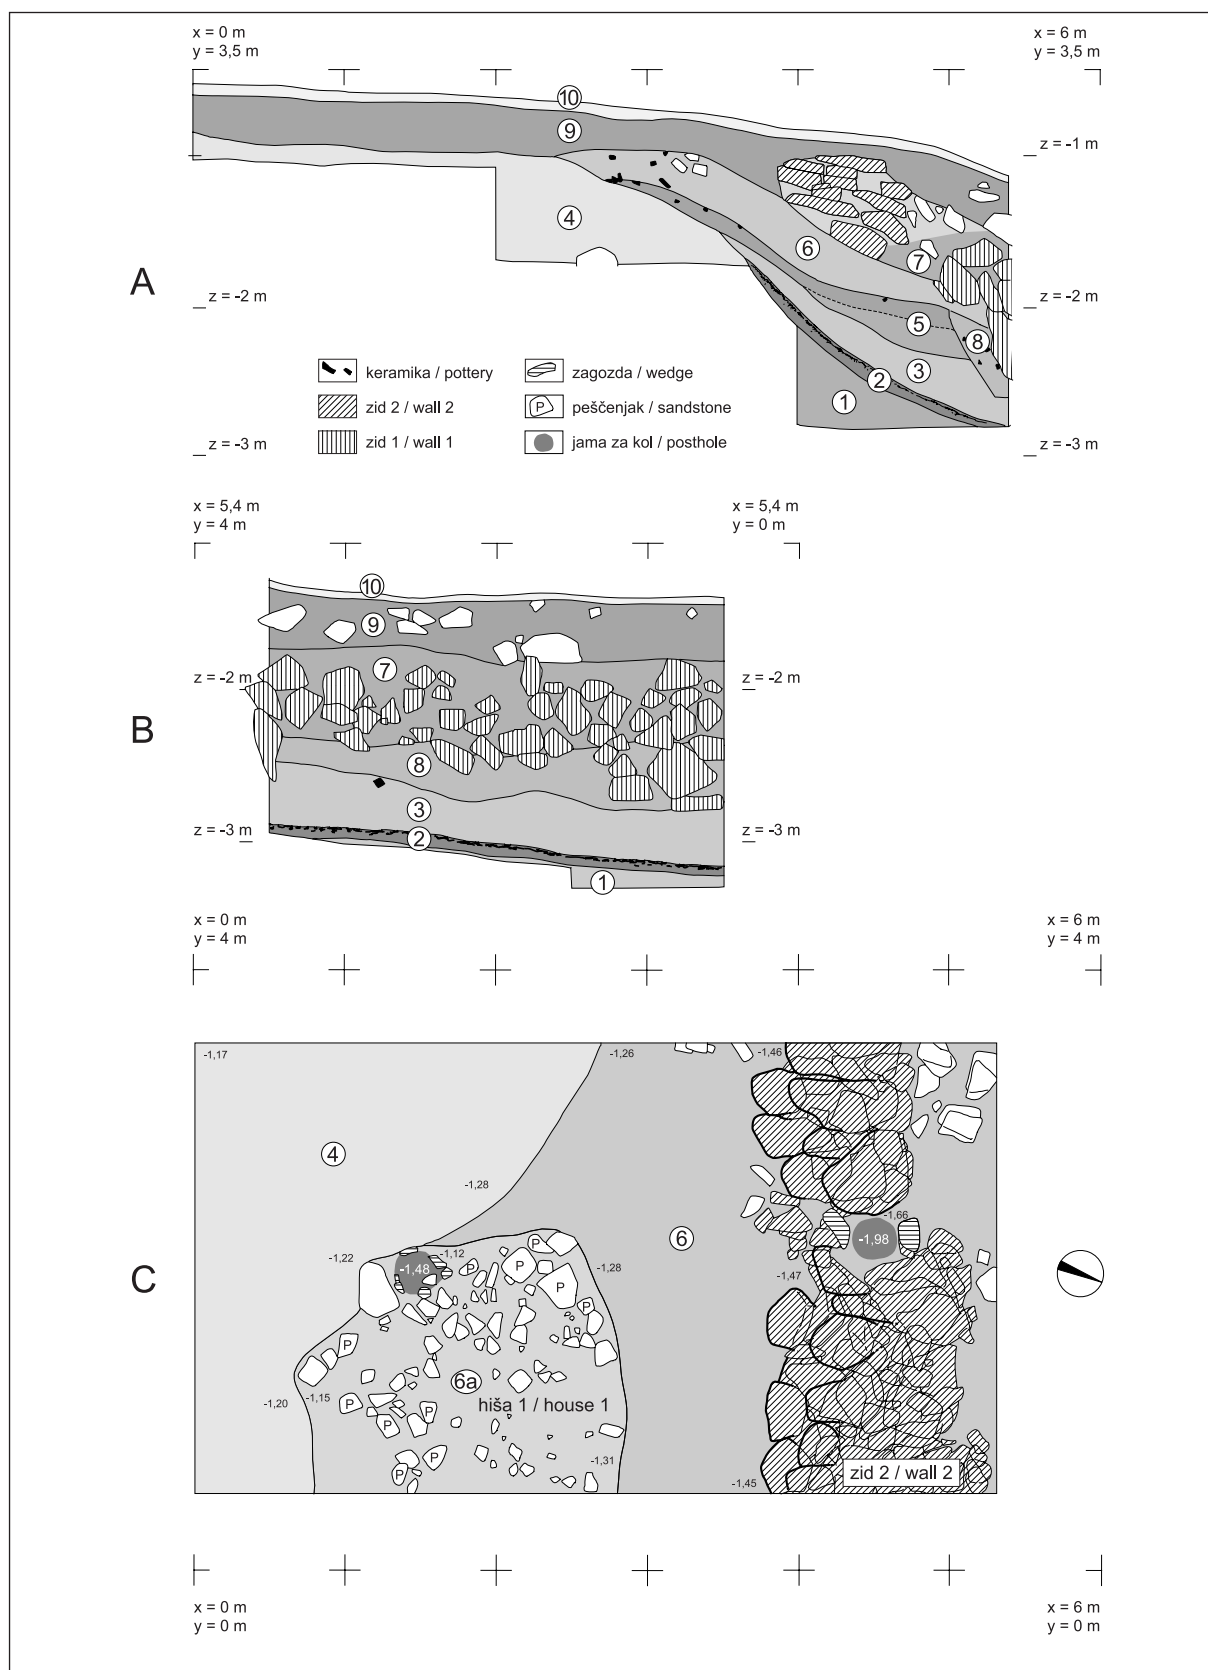 x = 0 m
y = 3,5 m
x = 6 m
y = 3,5 m
10
9
z = -1 m
4
6
7
A
z = -2 m
z = -2 m
5
8
3
2
1
keramika / pottery
zagozda / wedge
zid 2 / wall 2
P
peščenjak / sandstone
zid 1 / wall 1
jama za kol / posthole
z = -3 m
z = -3 m
x = 5,4 m
y = 4 m
x = 5,4 m
y = 0 m
10
9
7
z = -2 m
z = -2 m
B
8
3
z = -3 m
2
z = -3 m
1
x = 0 m
y = 4 m
x = 6 m
y = 4 m
-1,17
-1,26
-1,46
4
-1,28
-1,66
6
-1,98
P
-1,22
-1,12
-1,48
P
P
-1,28
-1,47
C
P
P
P
6a
-1,20
-1,15
P
P
P
hiša 1 / house 1
P
P
-1,31
-1,45
zid 2 / wall 2
x = 0 m
y = 0 m
x = 6 m
y = 0 m